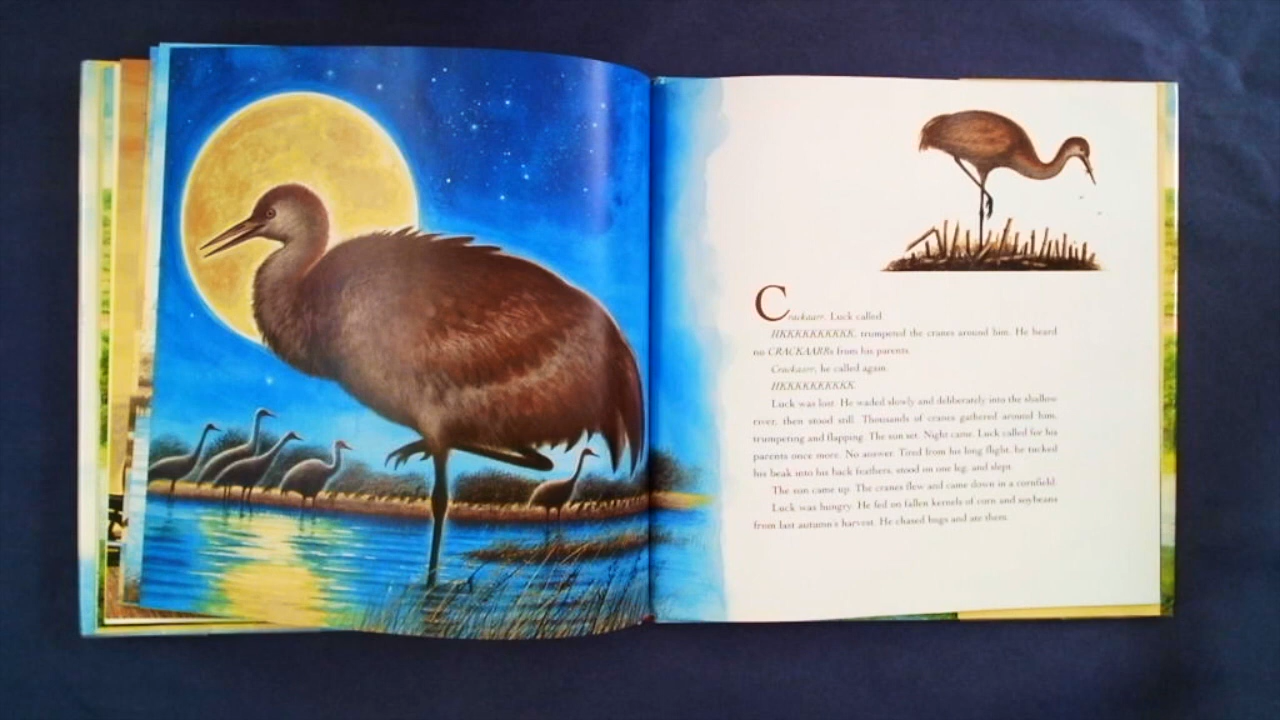 Crackaarr, Luck called.
HKKKKKKKKKK, trumpeted the cranes around him. He heard
no CRACKAARRs from his parents.
Crackaarr, he called again.
HKKKKKKKKKK.
Luck was lost. He waded slowly and deliberately into the shallow
river, then stood still. Thousands of cranes gathered around him,
trumpeting and flapping. The sun set. Night came. Luck called for his
parents once more. No answer. Tired from his long flight, he tucked
his beak into his back feathers, stood on one leg, and slept.
The sun came up. The cranes flew and came down in a cornfield.
Luck was hungry. He fed on fallen kernels of corn and soybeans
from last autumn's harvest. He chased bugs and ate them.